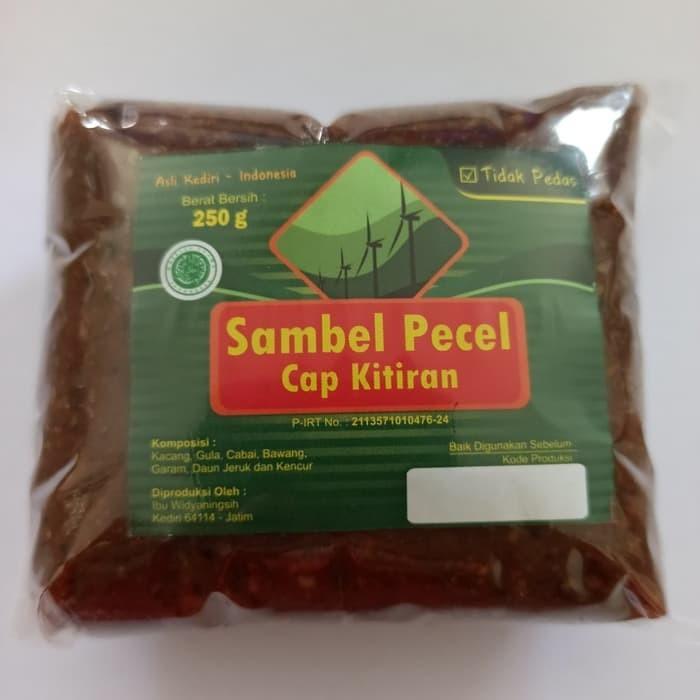 Asli Kediri - Indonesia
Berat Bersih :
250 g
Tidak Pedas
Sambel Pecel
Cap Kitiran
P-IRT No. : 2113571010476-24
Komposisi :
Kacang, Gula, Cabai, Bawang,
Garam, Daun Jeruk dan Kencur
Diproduksi Oleh :
Ibu Widyaningsih
Kediri 64114 - Jatim
Baik Digunakan Sebelum
Kode Produksi